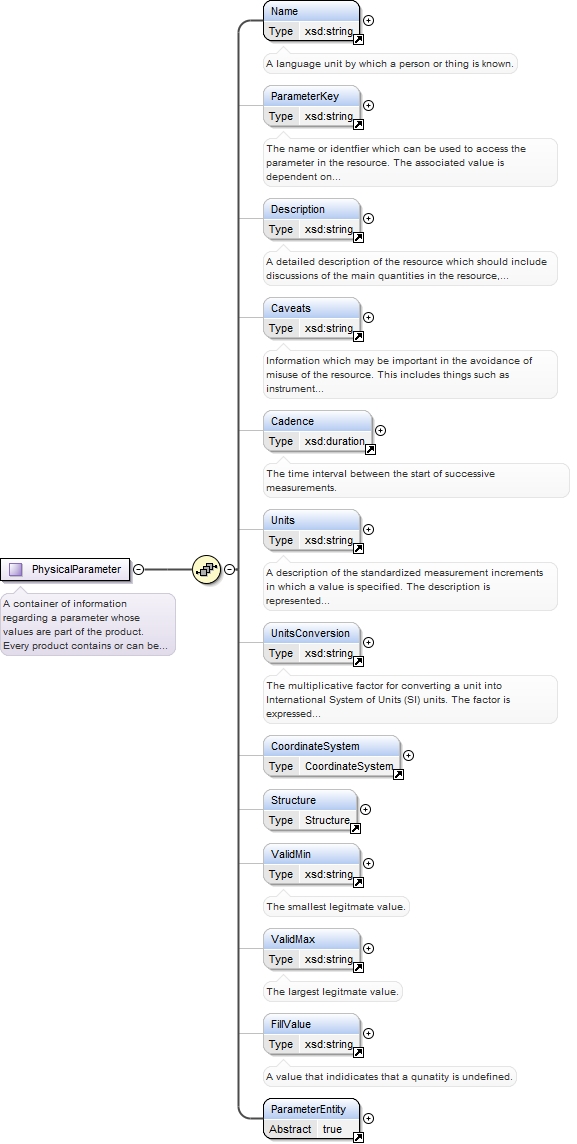 Name
Type xsd:string
A language unit by which a person or thing is known.
ParameterKey
Type xsd:string
The name or identfier which can be used to access the
parameter in the resource. The associated value is
dependent on...
Description
Type xsd:string
A detailed description of the resource which should include
discussions of the main quantities in the resource,...
Caveats
Type xsd:string
Information which may be important in the avoidance of
misuse of the resource. This includes things such as
instrument...
Cadence
Type xsd:duration
The time interval between the start of successive
measurements.
Units
Type xsd:string
PhysicalParameter
A container of information
regarding a parameter whose
values are part of the product.
Every product contains or can be...
A description of the standardized measurement increments
in which a value is specified. The description is
represented...
UnitsConversion
Type xsd:string
The multiplicative factor for converting a unit into
International System of Units (SI) units. The factor is
expressed...
CoordinateSystem
Type CoordinateSystem
Structure
Type Structure
ValidMin
Type xsd:string
The smallest legitmate value.
ValidMax
Type xsd:string
The largest legitmate value.
FillValue
Type xsd:string
A value that indidicates that a qunatity is undefined.
ParameterEntity
Abstract true